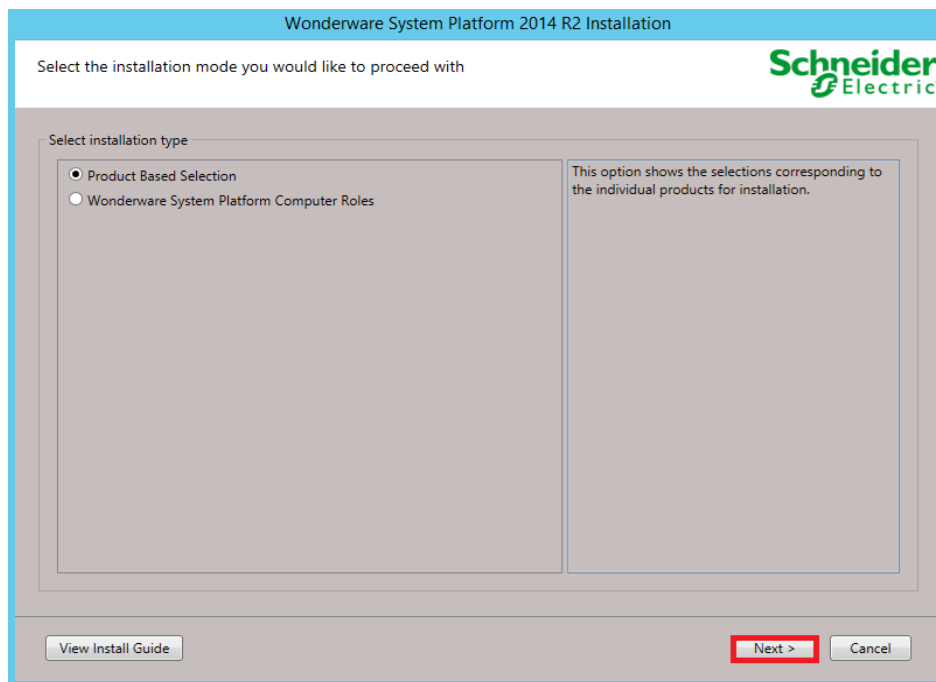 Wonderware System Platform 2014 R2 Installation
Select the installation mode you would like to proceed with
Schneider
Electric
Select installation type
Product Based Selection
Wonderware System Platform Computer Roles
This option shows the selections corresponding to
the individual products for installation.
View Install Guide
Next >
Cancel